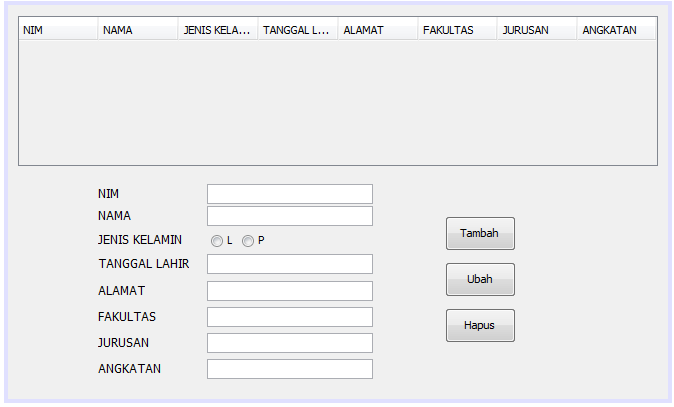 NIM NAMA JENIS KELA... TANGGAL L... ALAMAT FAKULTAS JURUSAN ANGKATAN
NIM
NAMA
JENIS KELAMIN L P
TANGGAL LAHIR
ALAMAT
FAKULTAS
JURUSAN
ANGKATAN
Tambah
Ubah
Hapus